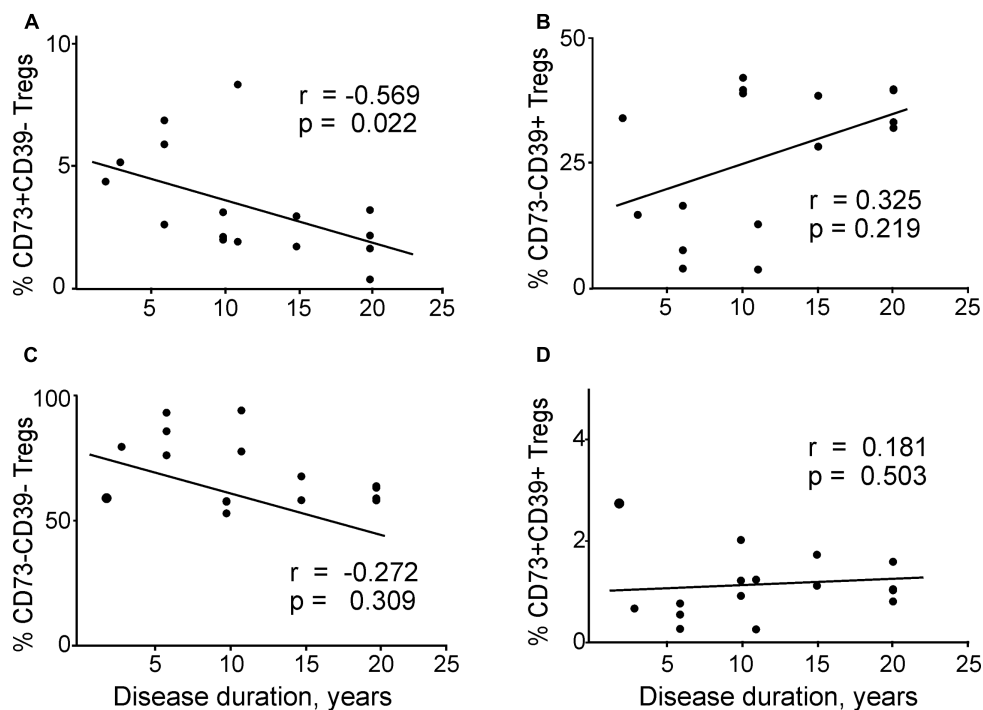 A
% CD73+CD39- Tregs
10
5
0
r = -0.569
p = 0.022
5 10 15 20 25
B
% CD73-CD39+ Tregs
50
25
0
r = 0.325
p = 0.219
5 10 15 20 25
C
% CD73-CD39- Tregs
100
50
0
r = -0.272
p = 0.309
5 10 15 20 25
Disease duration, years
D
% CD73+CD39+ Tregs
4
2
0
r = 0.181
p = 0.503
5 10 15 20 25
Disease duration, years